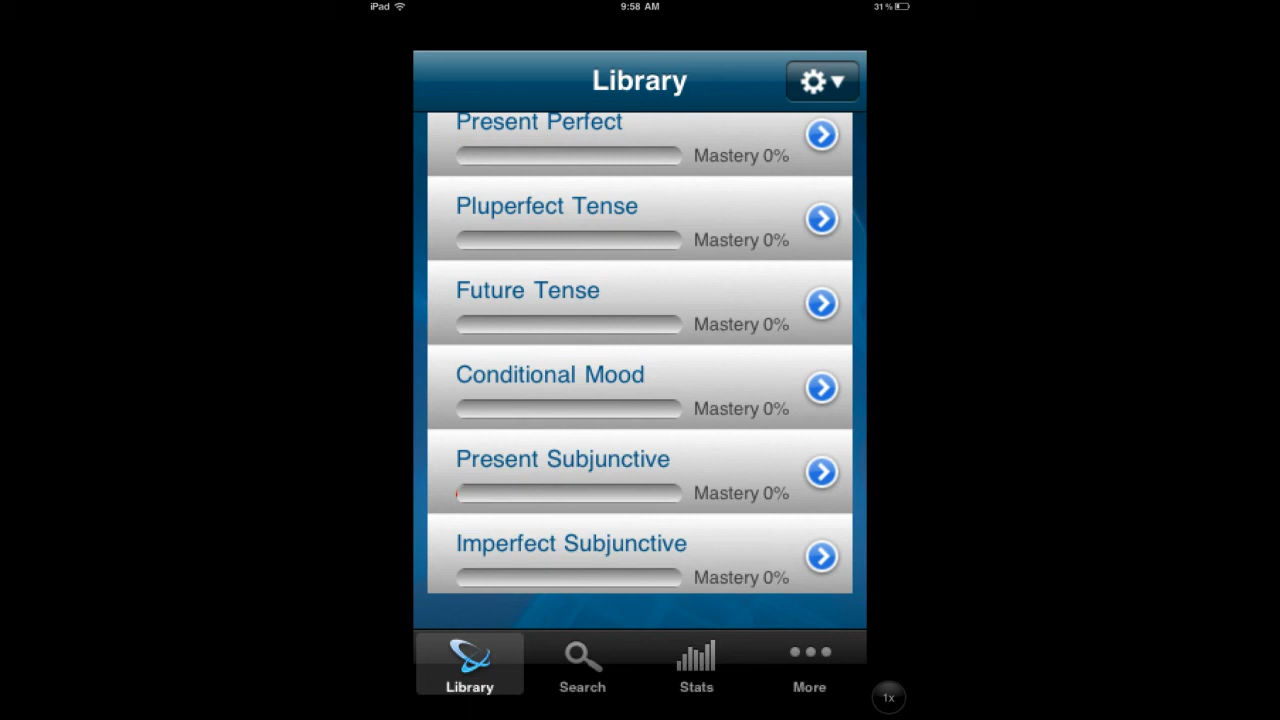 iPad 9:58 AM 31%
Library
Present Perfect
Mastery 0%
Pluperfect Tense
Mastery 0%
Future Tense
Mastery 0%
Conditional Mood
Mastery 0%
Present Subjunctive
Mastery 0%
Imperfect Subjunctive
Mastery 0%
Library Search Stats More
1x